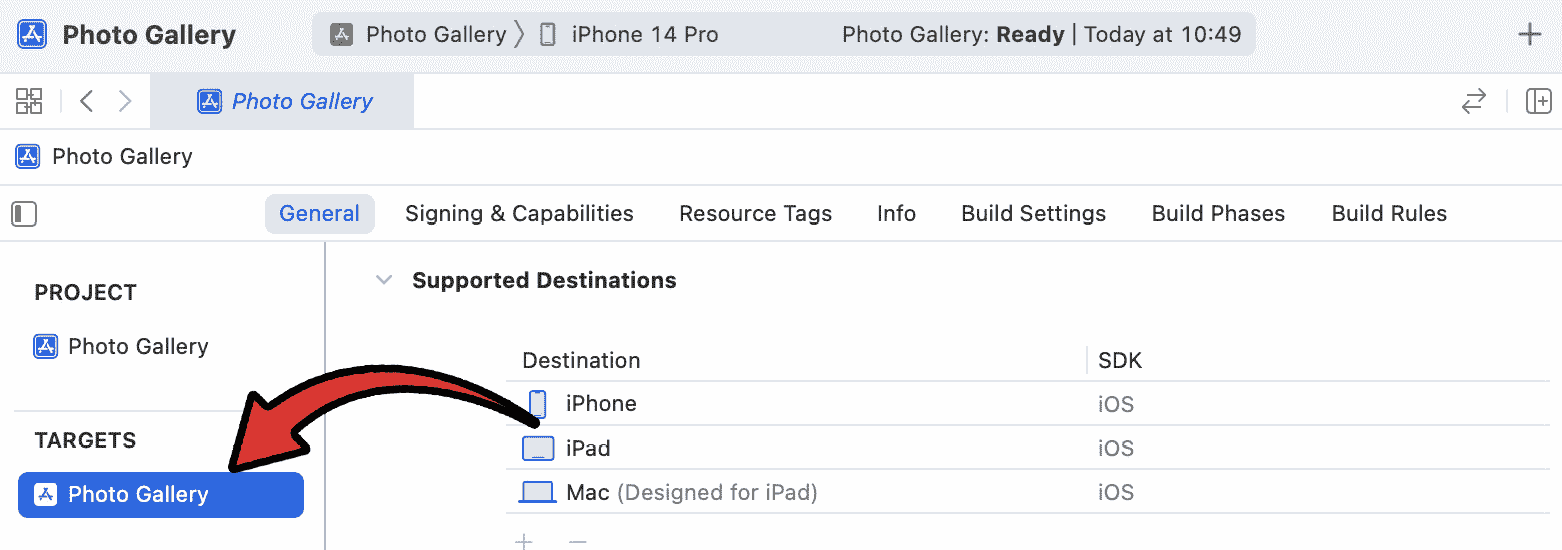 Photo Gallery
Photo Gallery
iPhone 14 Pro
Photo Gallery: Ready | Today at 10:49
Photo Gallery
Photo Gallery
General
Signing & Capabilities
Resource Tags
Info
Build Settings
Build Phases
Build Rules
PROJECT
Photo Gallery
TARGETS
Photo Gallery
Supported Destinations
Destination
SDK
iPhone
iOS
iPad
iOS
Mac (Designed for iPad)
iOS